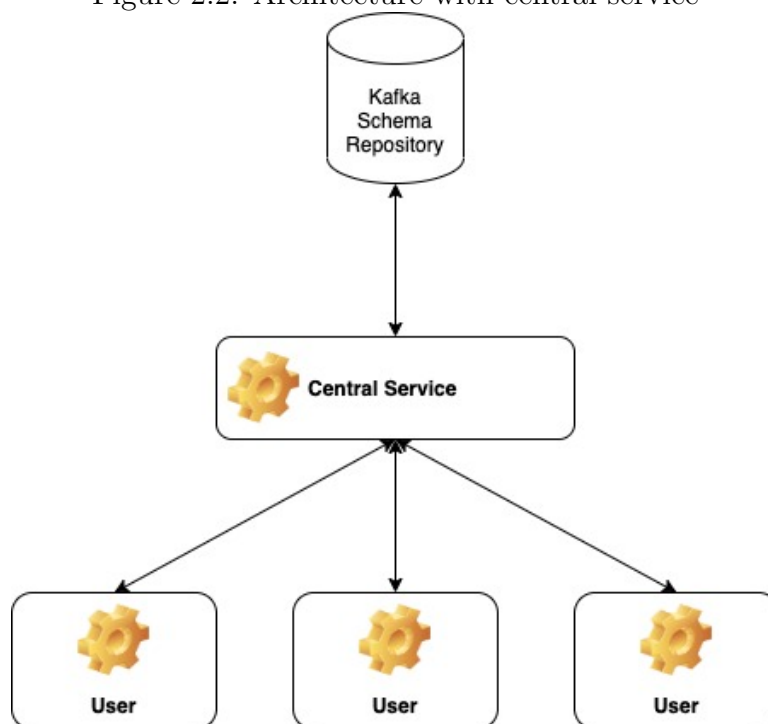 Figure 2.2: Architecture with central service
Kafka
Schema
Repository
Central Service
User
User
User